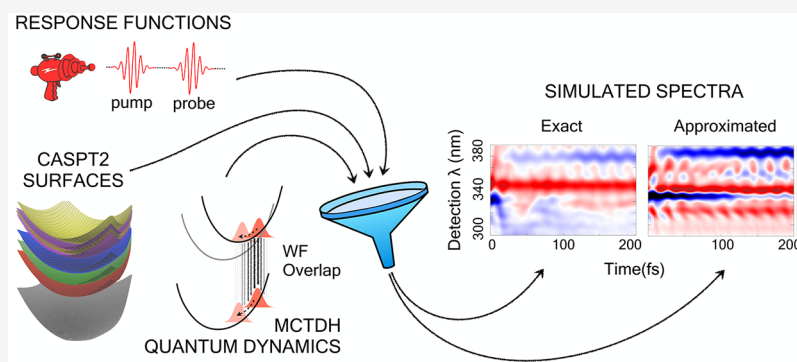 RESPONSE FUNCTIONS
pump
probe
CASPT2
SURFACES
WF
Overlap
MCTDH
QUANTUM DYNAMICS
SIMULATED SPECTRA
Exact
Approximated
Detection λ (nm)
380
340
300
0
100
200
0
100
200
Time(fs)